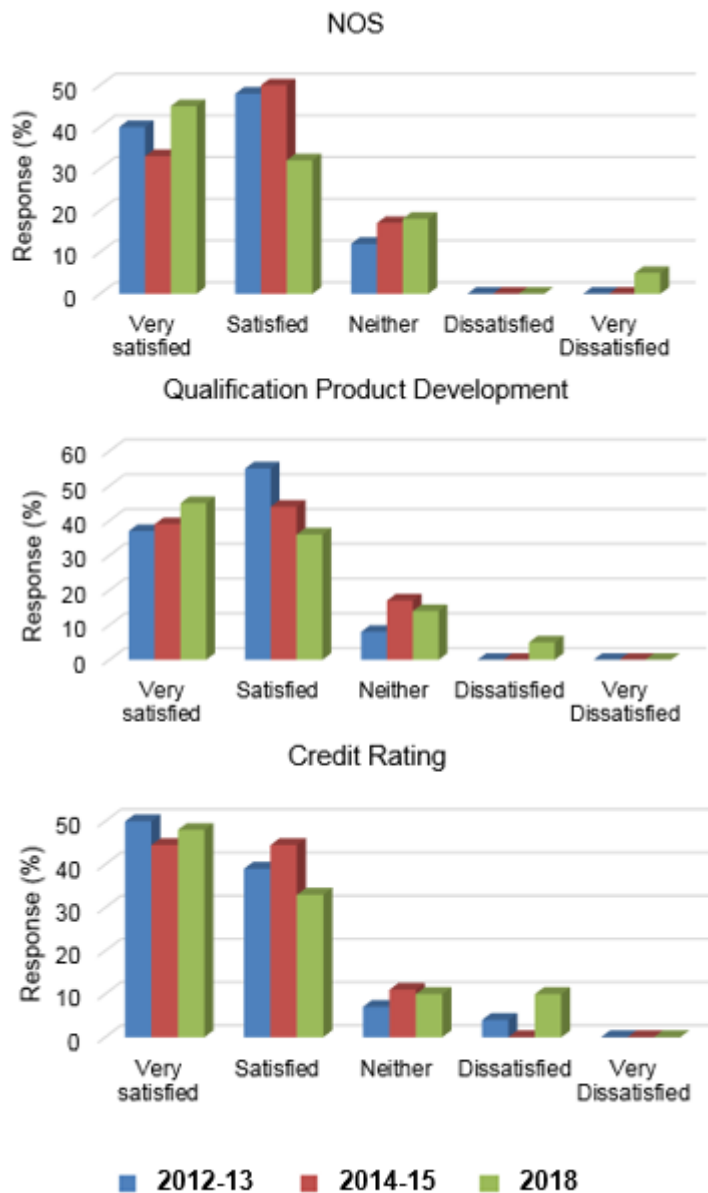 NOS
Response (%)
50
40
30
20
10
0
Very satisfied
Satisfied
Neither
Dissatisfied
Very Dissatisfied
Qualification Product Development
Response (%)
60
50
40
30
20
10
0
Very satisfied
Satisfied
Neither
Dissatisfied
Very Dissatisfied
Credit Rating
Response (%)
50
40
30
20
10
0
Very satisfied
Satisfied
Neither
Dissatisfied
Very Dissatisfied
2012-13
2014-15
2018